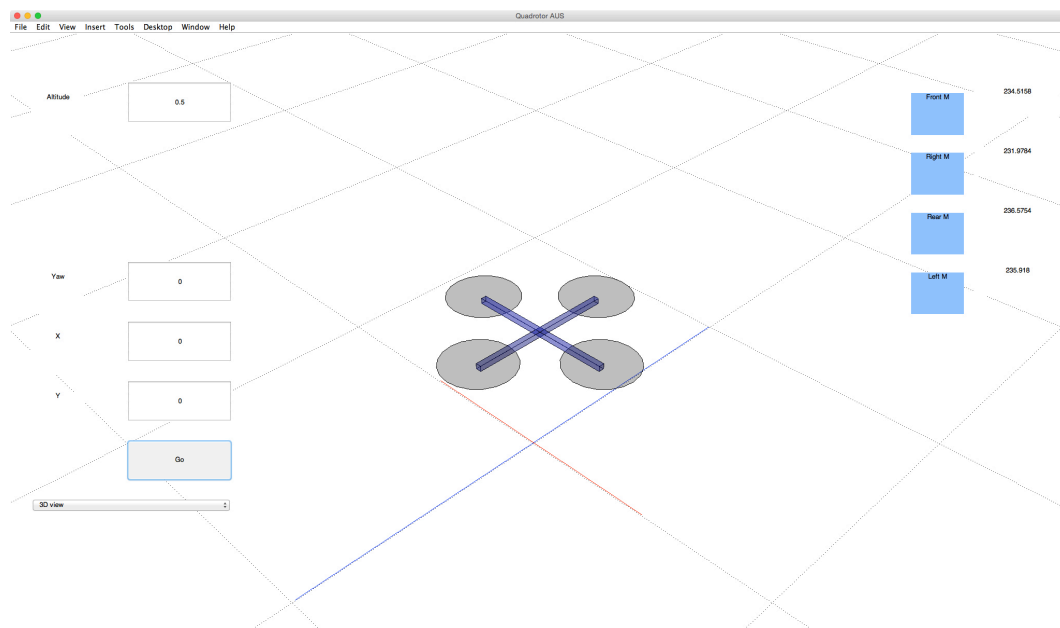 Quadrotor AUS
File Edit View Insert Tools Desktop Window Help
Altitude 0.5
Front M 234.5158
Right M 231.9784
Rear M 236.5754
Left M 235.918
Yaw 0
X 0
Y 0
Go
3D view